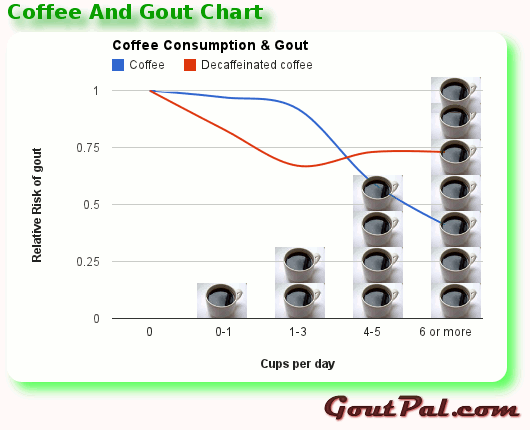 Coffee And Gout Chart
Coffee Consumption & Gout
Coffee
Decaffeinated coffee
1
0.75
0.5
0.25
0
Relative Risk of gout
0
0-1
1-3
4-5
6 or more
Cups per day
GoutPal.com